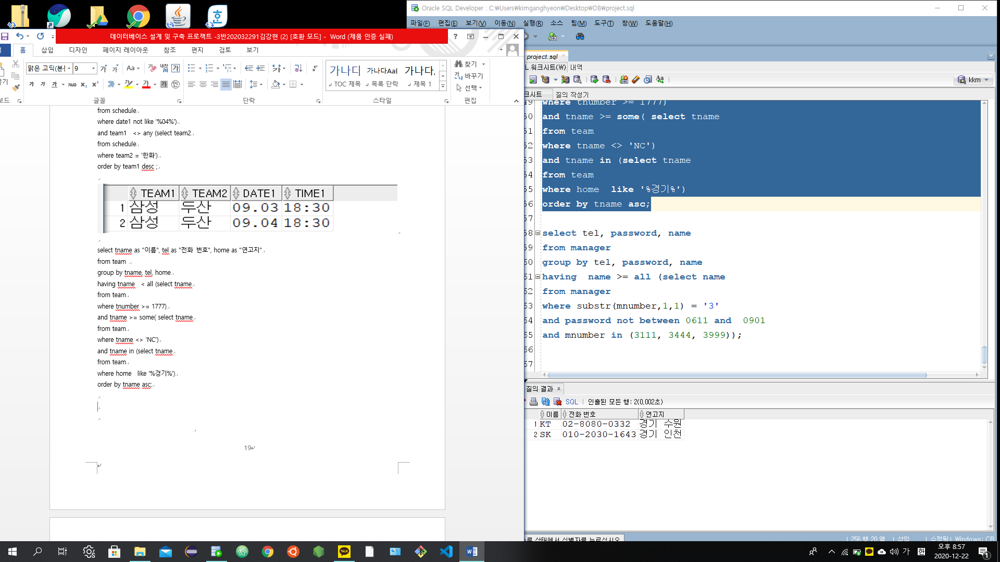 Oracle SQL Developer : C:₩Users₩kimganghyeon₩Desktop₩DB₩project.sql
파일(F) 편집(E) 보기(V) 이동(N) 실행(R) 소스 팀(M) 도구(T) 창(W) 도움말(H)
데이터베이스 설계 및 구축 프로젝트 -3반202032291김강현 (2) [호환 모드] - Word (제품 인증 실패)
홈 삽입 디자인 페이지 레이아웃 참조 편지 검토 보기
맑은 고딕(본 9
가나디 가나다AaB 가나다.
TOC 제목 목록 단락 제목 1
찾기
바꾸기
선택
글꼴 단락 스타일 편집
from schedule
where date1 not like '%04%')
and team1 <> any (select team2
from schedule
where team2 = '한화')
order by team1 desc ;
TEAM1 TEAM2 DATE1 TIME1
1 삼성 두산 09.03 18:30
2 삼성 두산 09.04 18:30
select tname as "이름", tel as "전화 번호", home as "연고지"
from team
group by tname, tel, home
having tname < all (select tname
from team
where tnumber >= 1777)
and tname >= some( select tname
from team
where tname <> 'NC')
and tname in (select tname
from team
where home like '%경기%')
order by tname asc;
19
project.sql
워크시트(W) 내역
kkm
질의 작성기
where tnumber >= 1777)
and tname >= some( select tname
from team
where tname <> 'NC')
and tname in (select tname
from team
where home like '%경기%')
order by tname asc;
select tel, password, name
from manager
group by tel, password, name
having name >= all (select name
from manager
where substr(mnumber,1,1) = '3'
and password not between 0611 and 0901
and mnumber in (3111, 3444, 3999));
질의 결과 x
SQL 인출된 모든 행: 2(0,002초)
이름 전화 번호 연고지
1 KT 02-8080-0332 경기 수원
2 SK 010-2030-1643 경기 인천
256 행 20 열 삽입 수정됨 Windows: CR
오후 8:57
2020-12-22